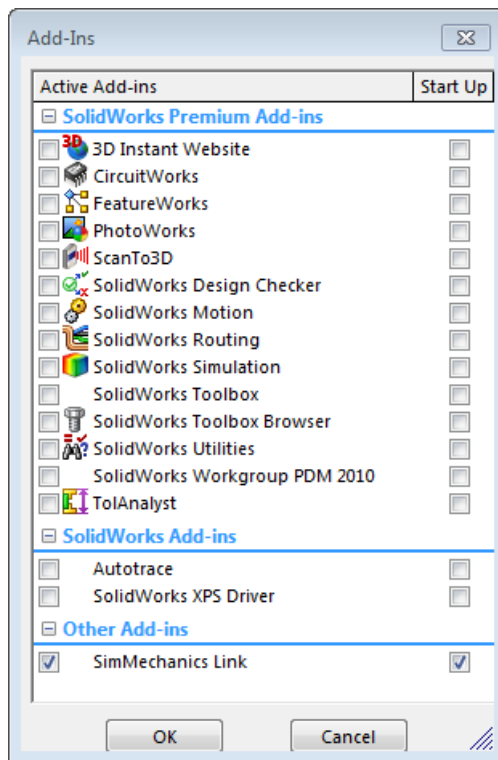 Add-Ins
Active Add-ins Start Up
SolidWorks Premium Add-ins
3D 3D Instant Website
CircuitWorks
FeatureWorks
PhotoWorks
ScanTo3D
SolidWorks Design Checker
SolidWorks Motion
SolidWorks Routing
SolidWorks Simulation
SolidWorks Toolbox
SolidWorks Toolbox Browser
SolidWorks Utilities
SolidWorks Workgroup PDM 2010
TolAnalyst
SolidWorks Add-ins
Autotrace
SolidWorks XPS Driver
Other Add-ins
SimMechanics Link
OK Cancel